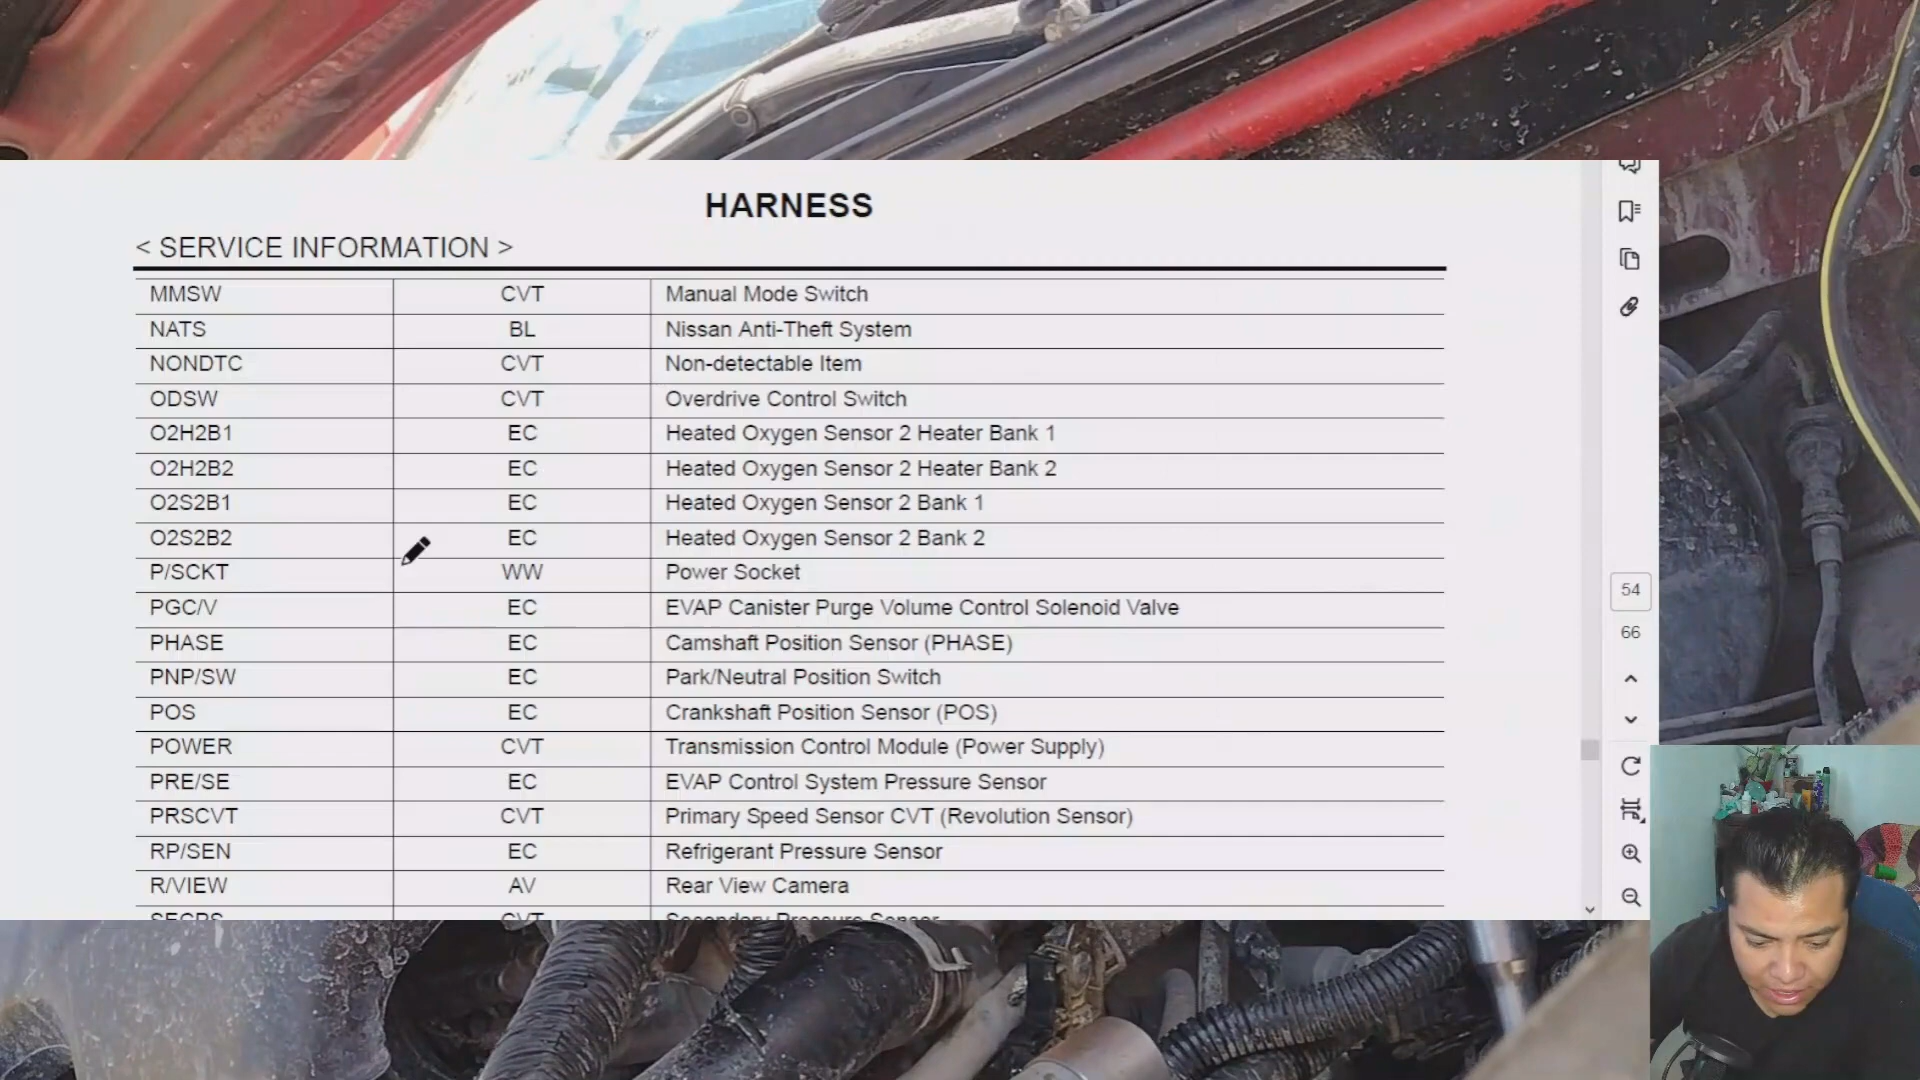 HARNESS
< SERVICE INFORMATION >
MMSW CVT Manual Mode Switch
NATS BL Nissan Anti-Theft System
NONDTC CVT Non-detectable Item
ODSW CVT Overdrive Control Switch
O2H2B1 EC Heated Oxygen Sensor 2 Heater Bank 1
O2H2B2 EC Heated Oxygen Sensor 2 Heater Bank 2
O2S2B1 EC Heated Oxygen Sensor 2 Bank 1
O2S2B2 EC Heated Oxygen Sensor 2 Bank 2
P/SCKT WW Power Socket
PGC/V EC EVAP Canister Purge Volume Control Solenoid Valve
PHASE EC Camshaft Position Sensor (PHASE)
PNP/SW EC Park/Neutral Position Switch
POS EC Crankshaft Position Sensor (POS)
POWER CVT Transmission Control Module (Power Supply)
PRE/SE EC EVAP Control System Pressure Sensor
PRSCVT CVT Primary Speed Sensor CVT (Revolution Sensor)
RP/SEN EC Refrigerant Pressure Sensor
R/VIEW AV Rear View Camera
CVT Secondary Pressure Sensor
54
66